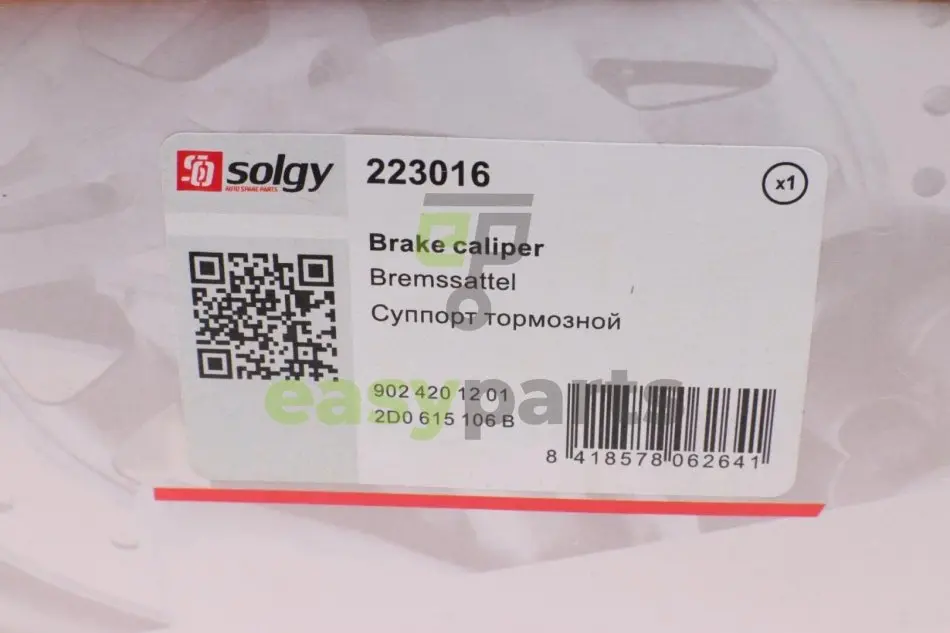 solgy
AUTO SPARE PARTS
223016
x1
Brake caliper
Bremssattel
Суппорт тормозной
902 420 12 01
2D0 615 106 B
8 418578 062641
epo
easyparts